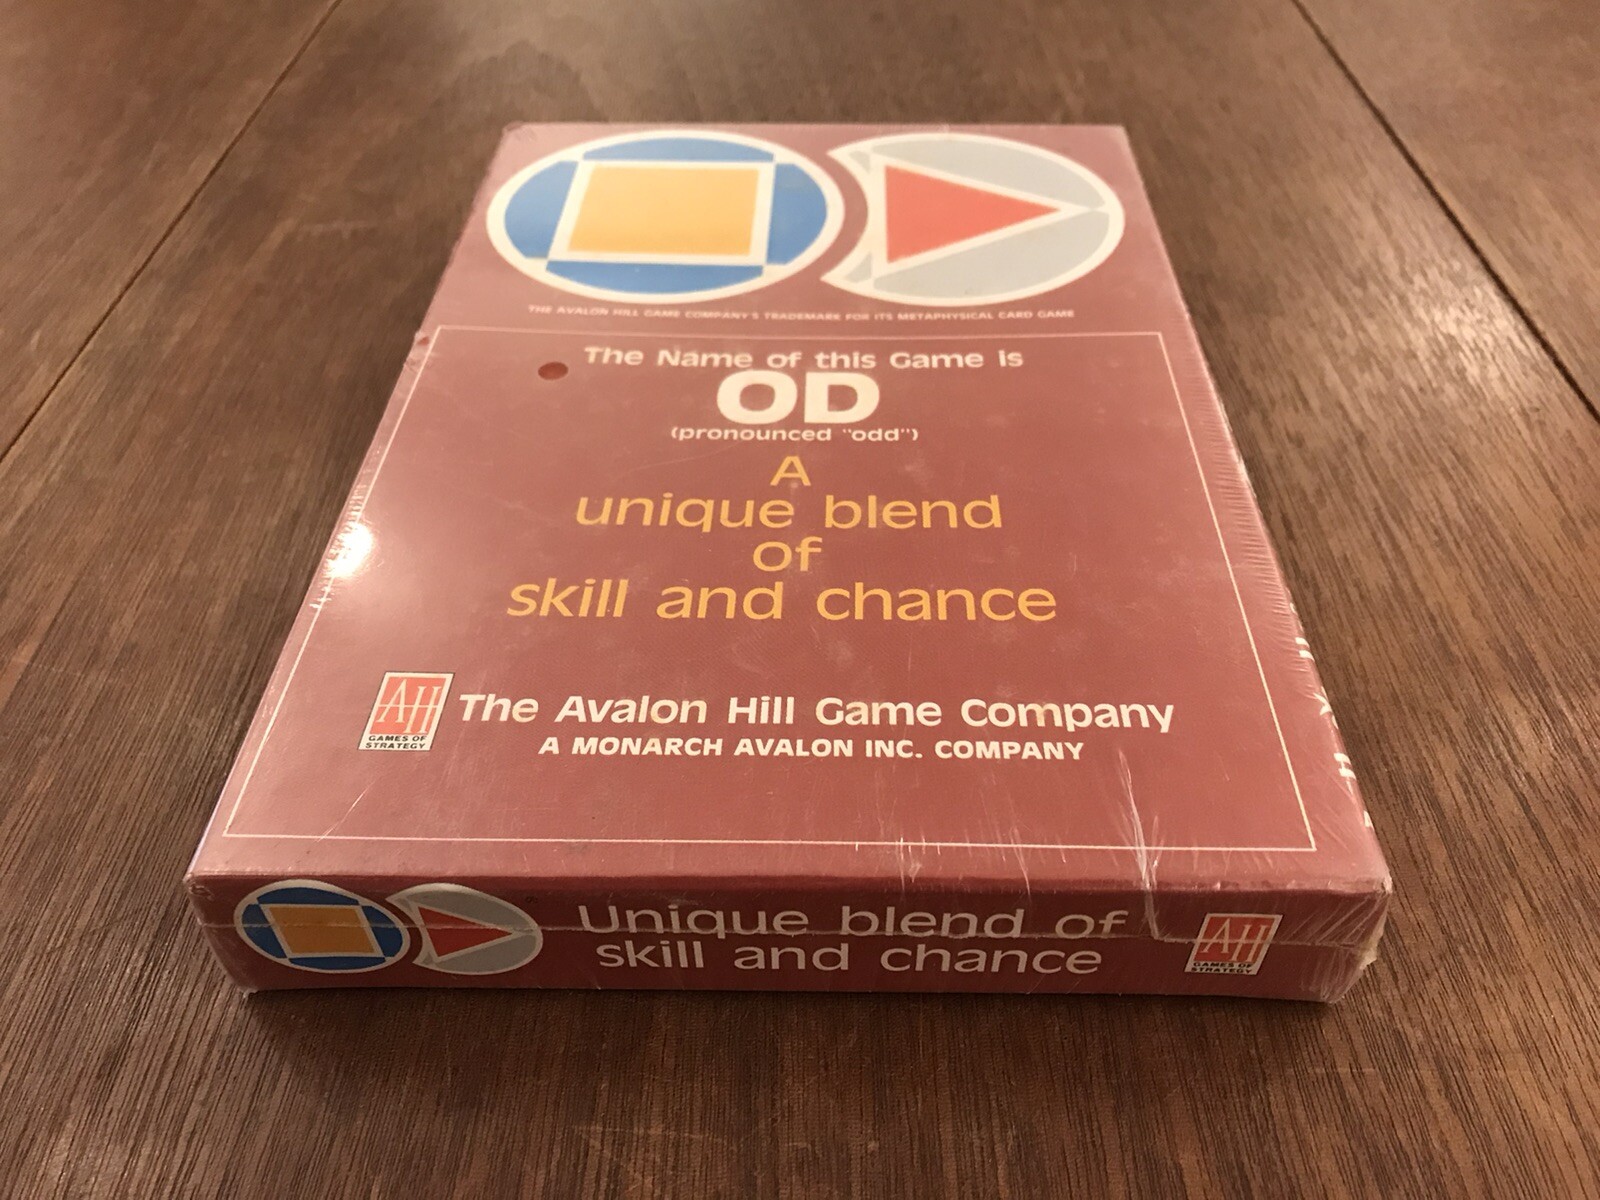 THE AVALON HILL GAME COMPANY'S TRADEMARK FOR ITS METAPHYSICAL CARD GAME
The Name of this Game is
OD
(pronounced "odd")
A
unique blend
of
skill and chance
AH
GAMES OF
STRATEGY
The Avalon Hill Game Company
A MONARCH AVALON INC. COMPANY
Unique blend of
skill and chance
AH
GAMES OF
STRATEGY